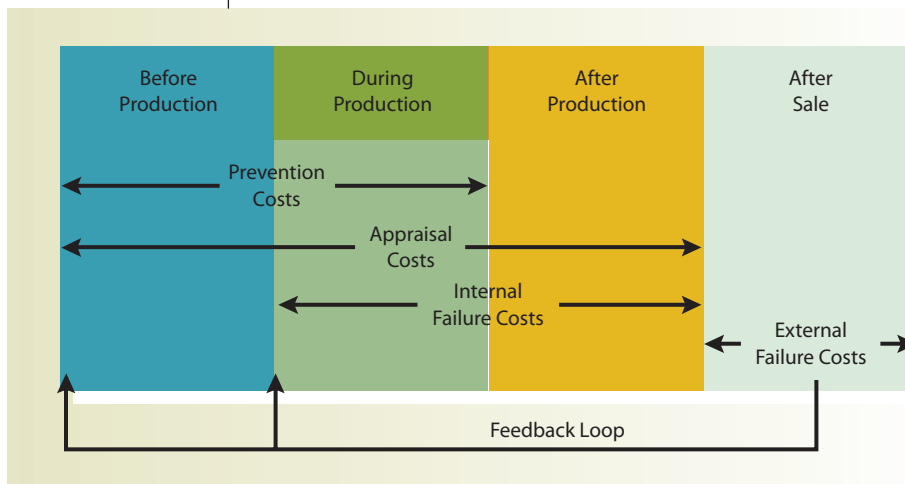 Before
Production
During
Production
After
Production
After
Sale
Prevention
Costs
Appraisal
Costs
Internal
Failure Costs
External
Failure Costs
Feedback Loop